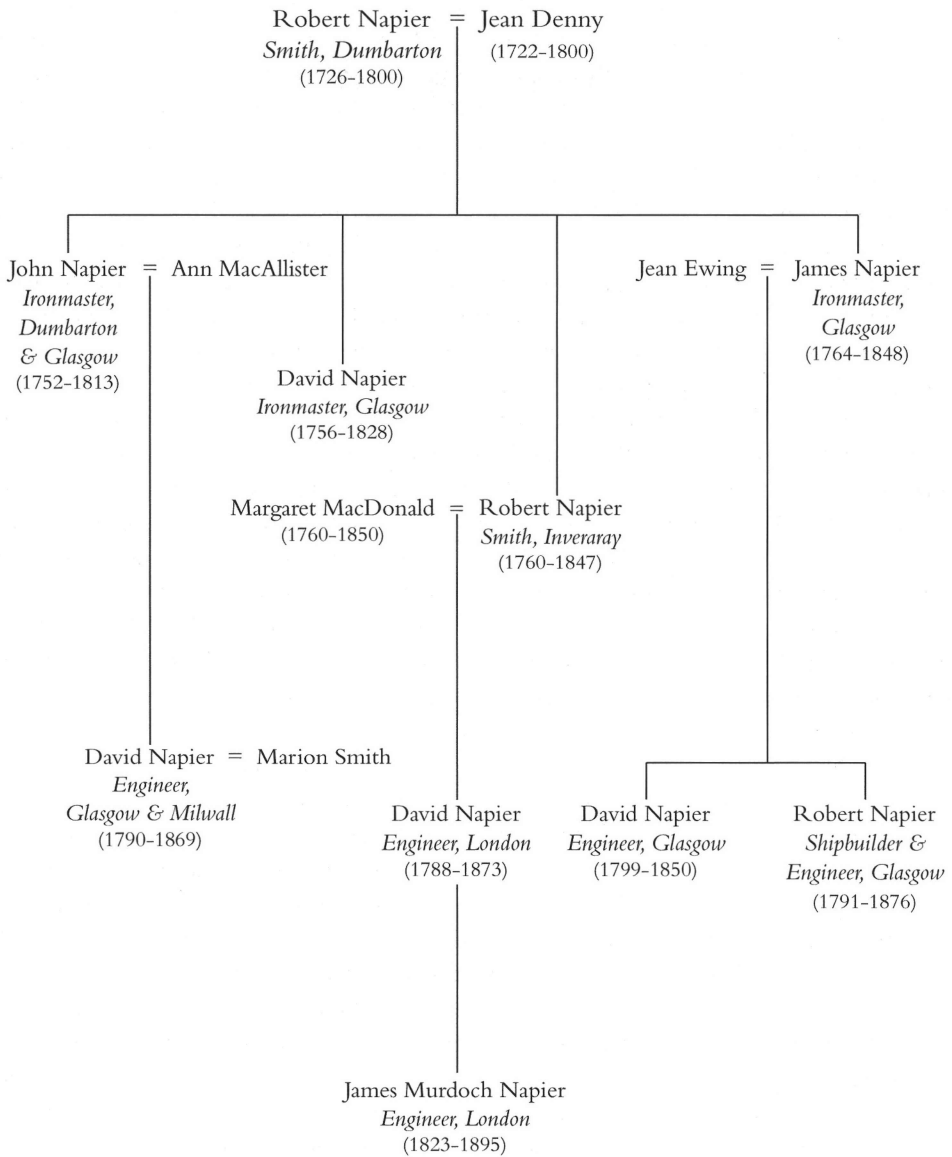 Robert Napier = Jean Denny
Smith, Dumbarton
(1722-1800)
(1726-1800)
John Napier = Ann MacAllister
Ironmaster,
Dumbarton
& Glasgow
(1752-1813)
Jean Ewing = James Napier
Ironmaster,
Glasgow
(1764-1848)
David Napier
Ironmaster, Glasgow
(1756-1828)
Margaret MacDonald = Robert Napier
(1760-1850)
Smith, Inveraray
(1760-1847)
David Napier = Marion Smith
Engineer,
Glasgow & Milwall
(1790-1869)
David Napier
Engineer, London
(1788-1873)
David Napier
Engineer, Glasgow
(1799-1850)
Robert Napier
Shipbuilder &
Engineer, Glasgow
(1791-1876)
James Murdoch Napier
Engineer, London
(1823-1895)